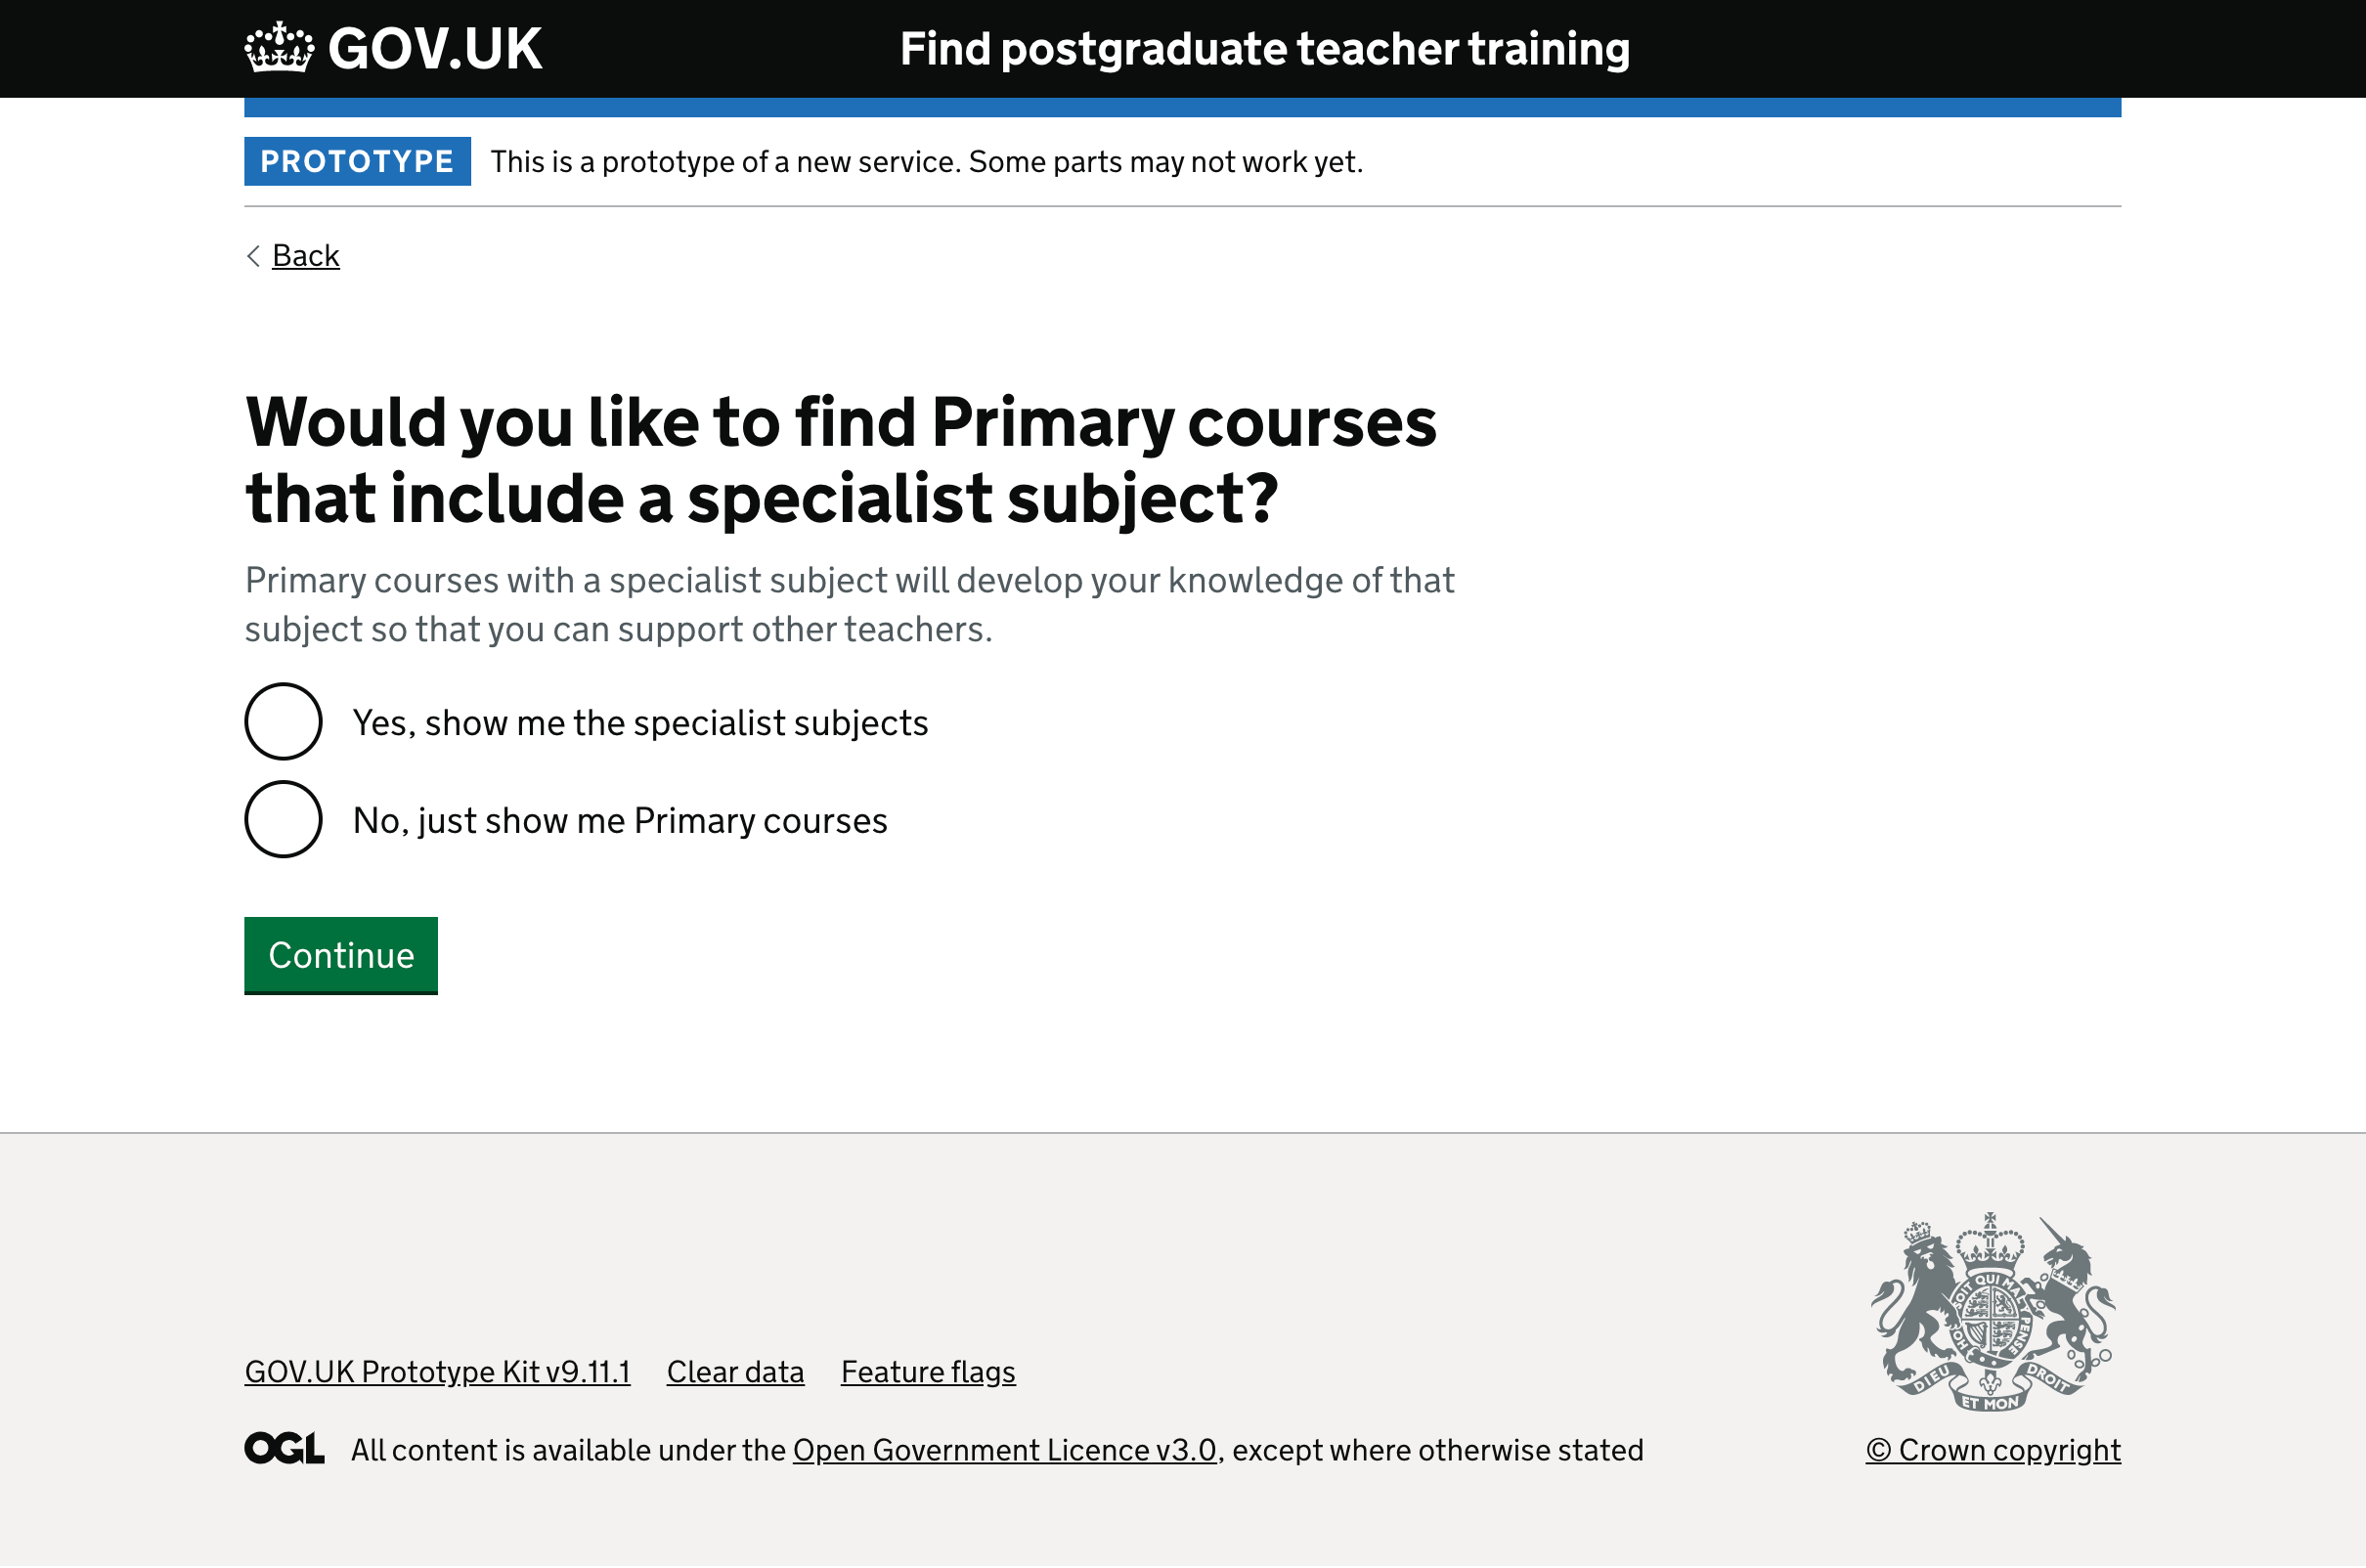 GOV.UK
Find postgraduate teacher training
PROTOTYPE This is a prototype of a new service. Some parts may not work yet.
Back
Would you like to find Primary courses
that include a specialist subject?
Primary courses with a specialist subject will develop your knowledge of that
subject so that you can support other teachers.
Yes, show me the specialist subjects
No, just show me Primary courses
Continue
GOV.UK Prototype Kit v9.11.1 Clear data Feature flags
OGL All content is available under the Open Government Licence v3.0, except where otherwise stated
SOIT QUI MAL Y PENSE
DIEU ET MON DROIT
© Crown copyright